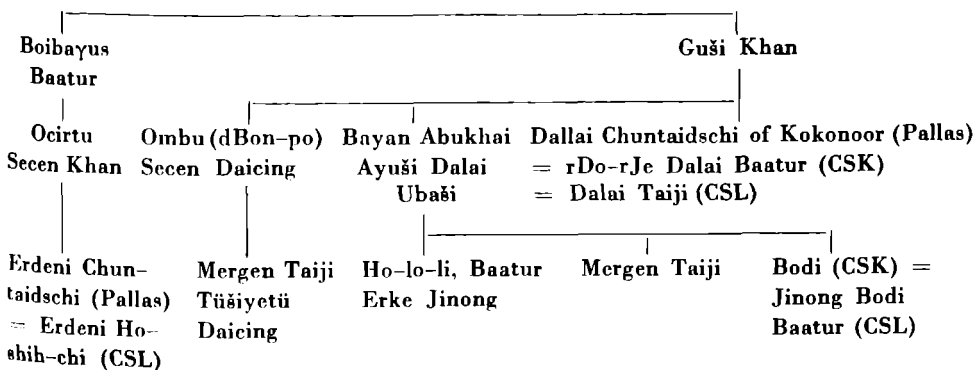 Boibaγus Guši Khan
Baatur
Ocirtu Ombu (dBon-po) Bayan Abukhai Dallai Chuntaidschi of Kokonoor (Pallas)
Secen Khan Secen Daicing Ayuši Dalai = rDo-rJe Dalai Baatur (CSK)
Ubaši = Dalai Taiji (CSL)
Erdeni Chun- Mergen Taiji Ho-lo-li, Baatur Mergen Taiji Bodi (CSK) =
taidschi (Pallas) Tüšiyetü Erke Jinong Jinong Bodi
= Erdeni Ho- Daicing Baatur (CSL)
shih-chi (CSL)